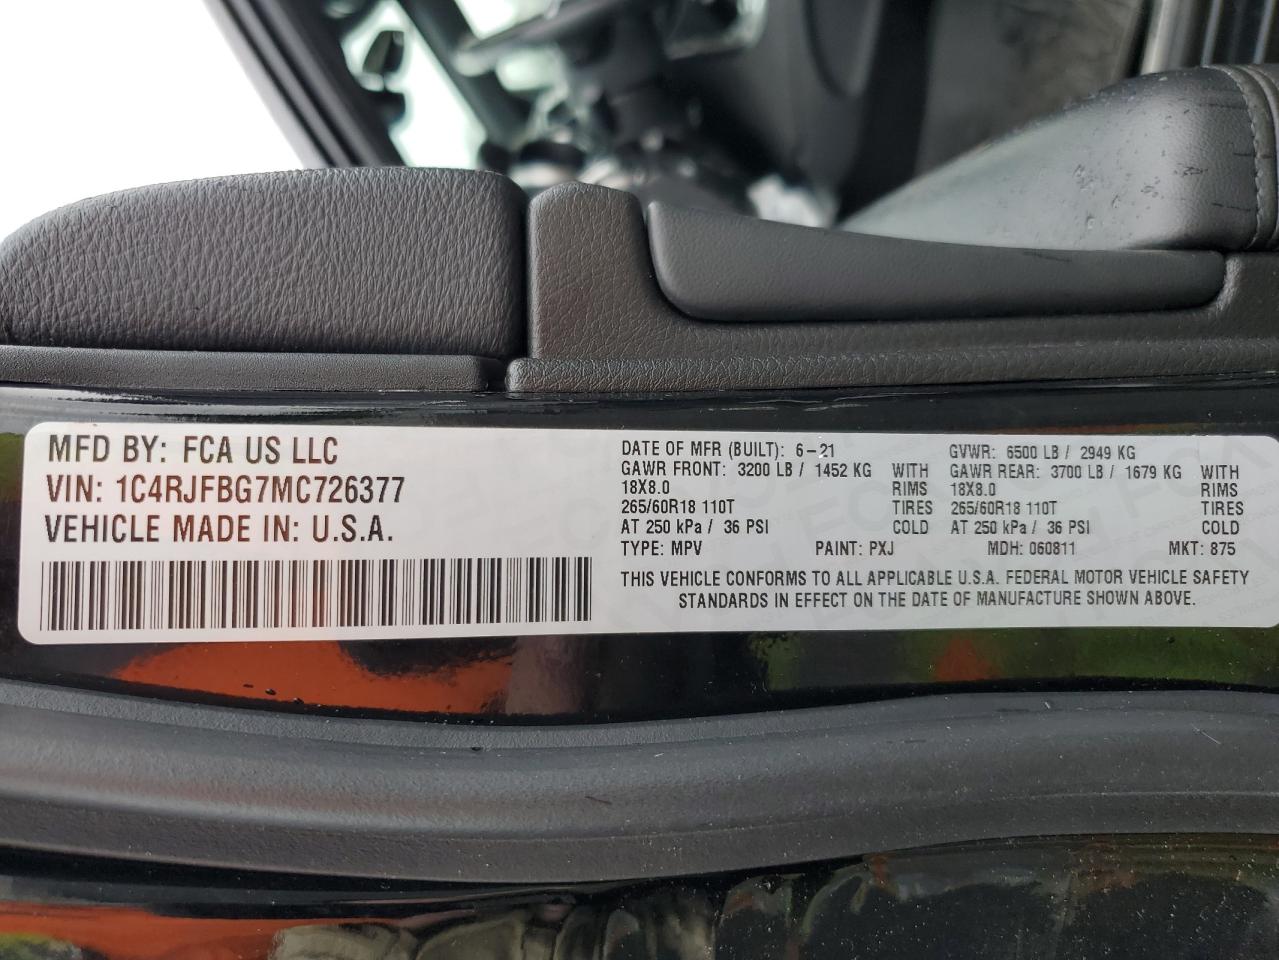 MFD BY: FCA US LLC
VIN: 1C4RJFBG7MC726377
VEHICLE MADE IN: U.S.A.
DATE OF MFR (BUILT): 6-21 GVWR: 6500 LB / 2949 KG
GAWR FRONT: 3200 LB / 1452 KG WITH GAWR REAR: 3700 LB / 1679 KG WITH
18X8.0 RIMS 18X8.0 RIMS
265/60R18 110T TIRES 265/60R18 110T TIRES
AT 250 kPa / 36 PSI COLD AT 250 kPa / 36 PSI COLD
TYPE: MPV PAINT: PXJ MDH: 060811 MKT: 875
THIS VEHICLE CONFORMS TO ALL APPLICABLE U.S.A. FEDERAL MOTOR VEHICLE SAFETY
STANDARDS IN EFFECT ON THE DATE OF MANUFACTURE SHOWN ABOVE.